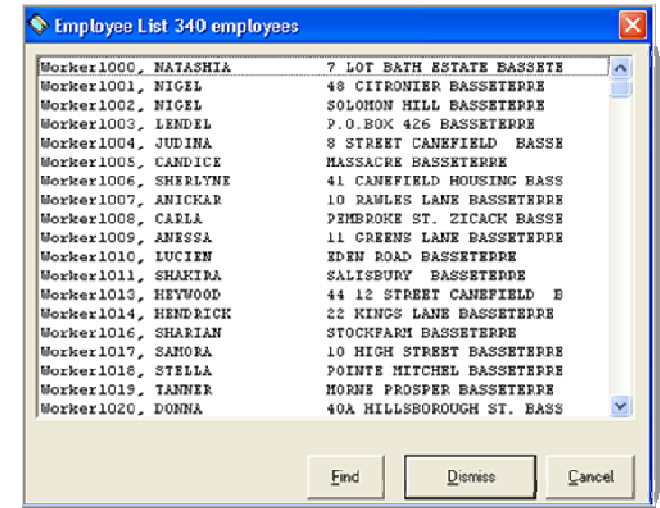 Employee List 340 employees
Worker1000, NATASHIA 7 LOT BATH ESTATE BASSETE
Worker1001, NIGEL 48 CITRONIER BASSETERRE
Worker1002, NIGEL SOLOMON HILL BASSETERRE
Worker1003, LENDEL P.O.BOX 426 BASSETERRE
Worker1004, JUDINA 8 STREET CANEFIELD BASSE
Worker1005, CANDICE MASSACRE BASSETERRE
Worker1006, SHERLYNE 41 CANEFIELD HOUSING BASS
Worker1007, ANICKAR 10 RAWLES LANE BASSETERRE
Worker1008, CARLA PEMBROKE ST. ZICACK BASSE
Worker1009, ANESSA 11 GREENS LANE BASSETERRE
Worker1010, LUCIEN EDEN ROAD BASSETERRE
Worker1011, SHAKIRA SALISBURY BASSETERRE
Worker1013, HEYWOOD 44 12 STREET CANEFIELD B
Worker1014, HENDRICK 22 KINGS LANE BASSETERRE
Worker1016, SHARIAN STOCKFARM BASSETERRE
Worker1017, SAMORA 10 HIGH STREET BASSETERRE
Worker1018, STELLA POINTE MITCHEL BASSETERRE
Worker1019, TANNER MORNE PROSPER BASSETERRE
Worker1020, DONNA 40A HILLSBOROUGH ST. BASS
Find Dismiss Cancel